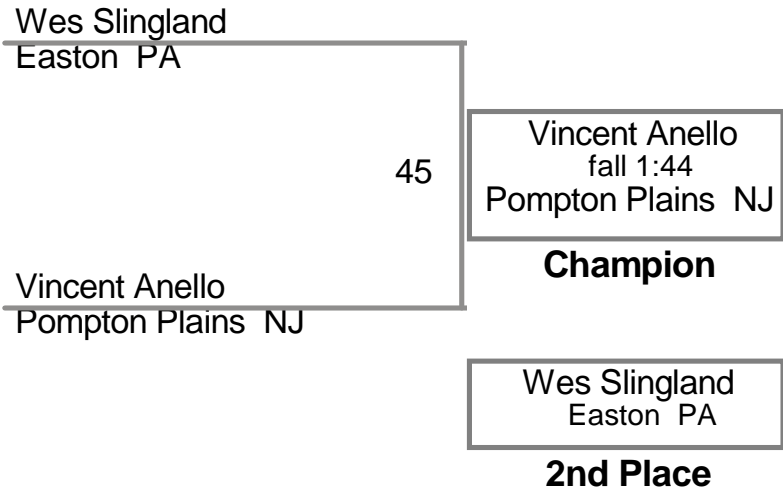 Wes Slingland
Easton PA
45
Vincent Anello
fall 1:44
Pompton Plains NJ
Champion
Vincent Anello
Pompton Plains NJ
Wes Slingland
Easton PA
2nd Place